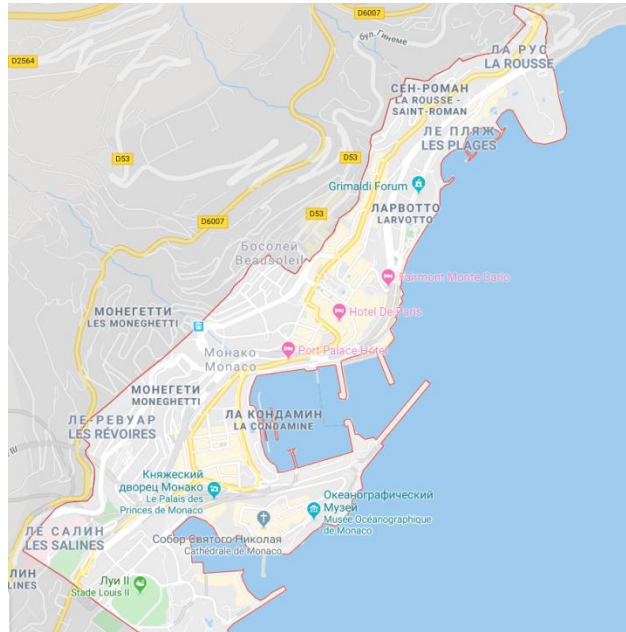 D6007
бул. Гинеме
D2564
ЛА РУС
LA ROUSSE
СЕН-РОМАН
LA ROUSSE -
SAINT-ROMAN
ЛЕ ПЛЯЖ
LES PLAGES
D53
D53
Grimaldi Forum
ЛАРВОТТО
LARVOTTO
D53
D6007
Босолей
Beausoleil
Fairmont Monte Carlo
МОНЕГЕТТИ
LES MONEGHETTI
Hotel De Paris
Монако
Monaco
Port Palace Hotel
МОНЕГЕТИ
MONEGHETTI
ЛЕ-РЕВУАР
LES RÉVOIRES
ЛА КОНДАМИН
LA CONDAMINE
Княжеский
дворец Монако
Le Palais des
Princes de Monaco
Океанографический
Музей
Musée Océanographique
de Monaco
ЛЕ САЛИН
LES SALINES
Собор Святого Николая
Cathédrale de Monaco
ЛИН
LINES
Луи II
Stade Louis II